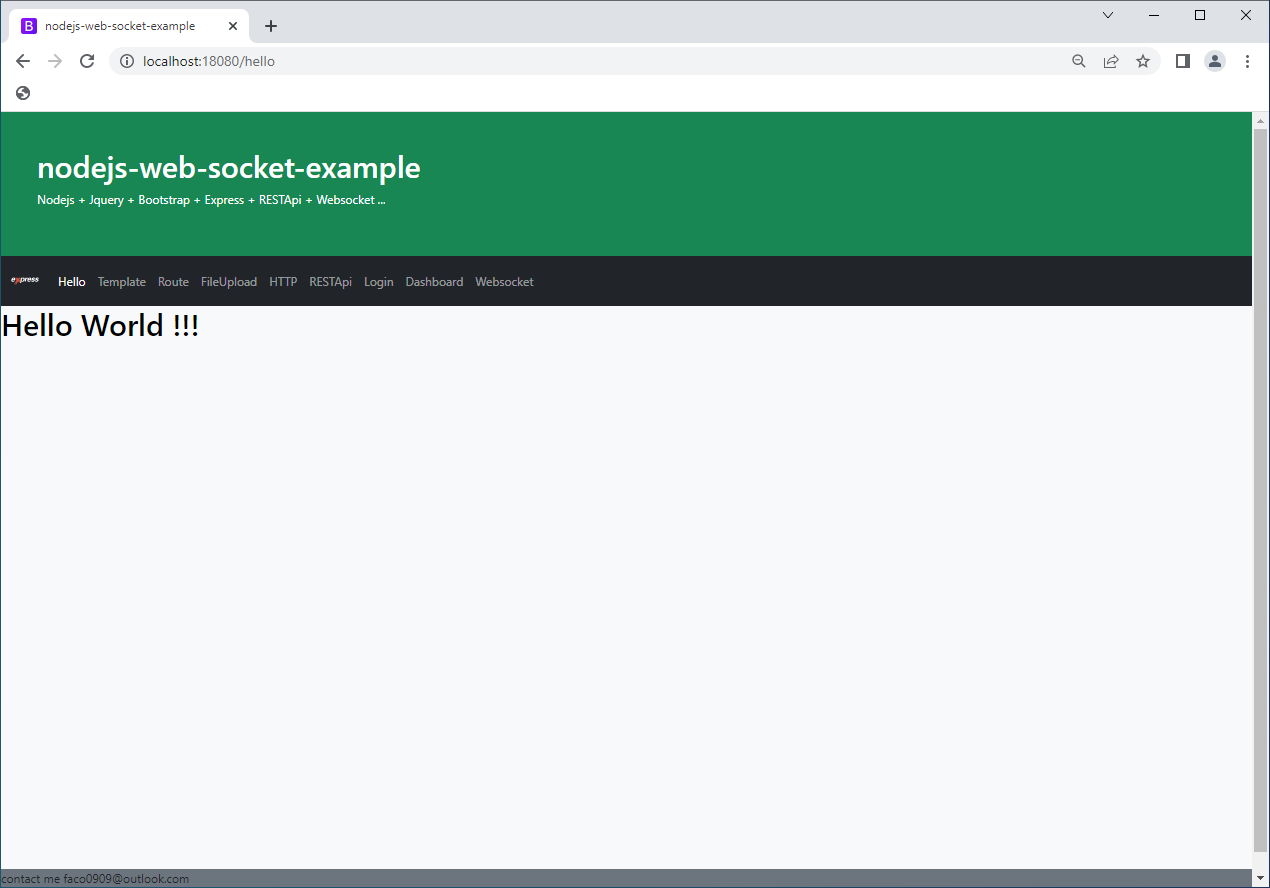 nodejs-web-socket-example
localhost:18080/hello
nodejs-web-socket-example
Nodejs + Jquery + Bootstrap + Express + RESTApi + Websocket ...
express Hello Template Route FileUpload HTTP RESTApi Login Dashboard Websocket
Hello World !!!
contact me faco0909@outlook.com